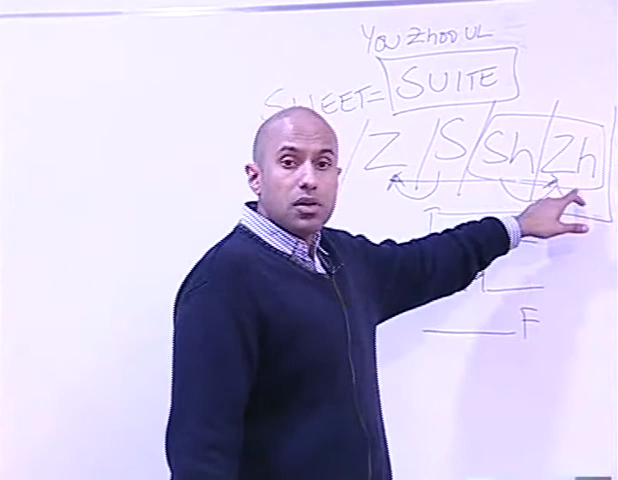 You Zhoo UL
SWEET= SUITE
/ Z / S / Sh / Zh /
F